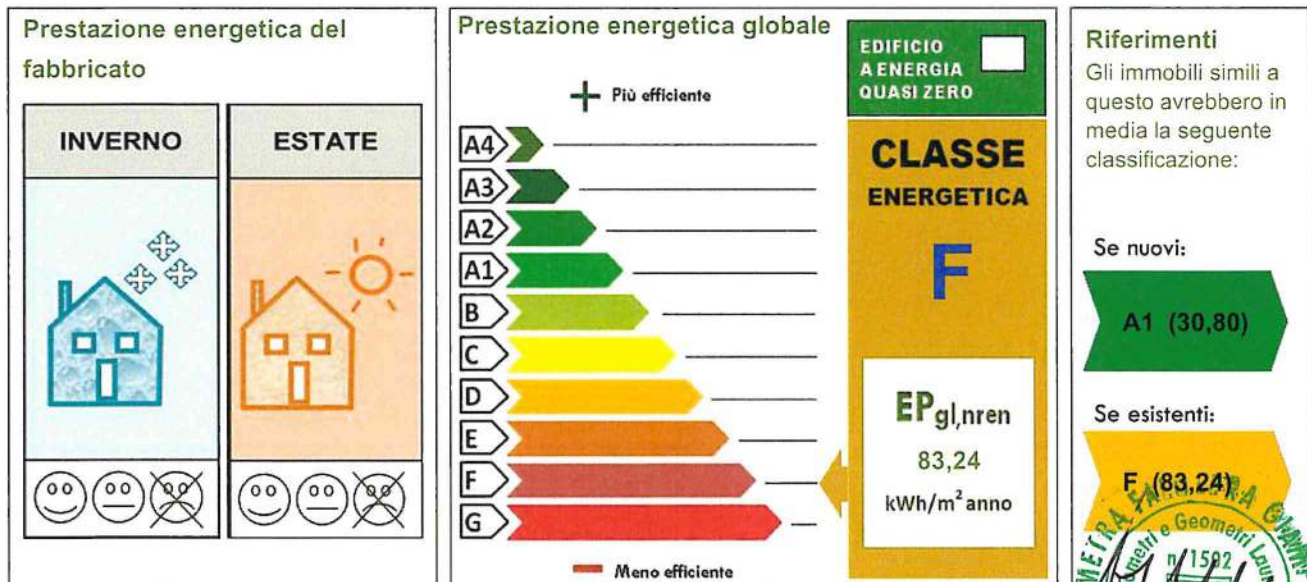 Prestazione energetica del
fabbricato
INVERNO
ESTATE
Prestazione energetica globale
Più efficiente
A4
A3
A2
A1
B
C
D
E
F
G
Meno efficiente
EDIFICIO
A ENERGIA
QUASI ZERO
CLASSE
ENERGETICA
F
EPgl,nren
83,24
kWh/m² anno
Riferimenti
Gli immobili simili a
questo avrebbero in
media la seguente
classificazione:
Se nuovi:
A1 (30,80)
Se esistenti:
F (83,24)
n. 1592